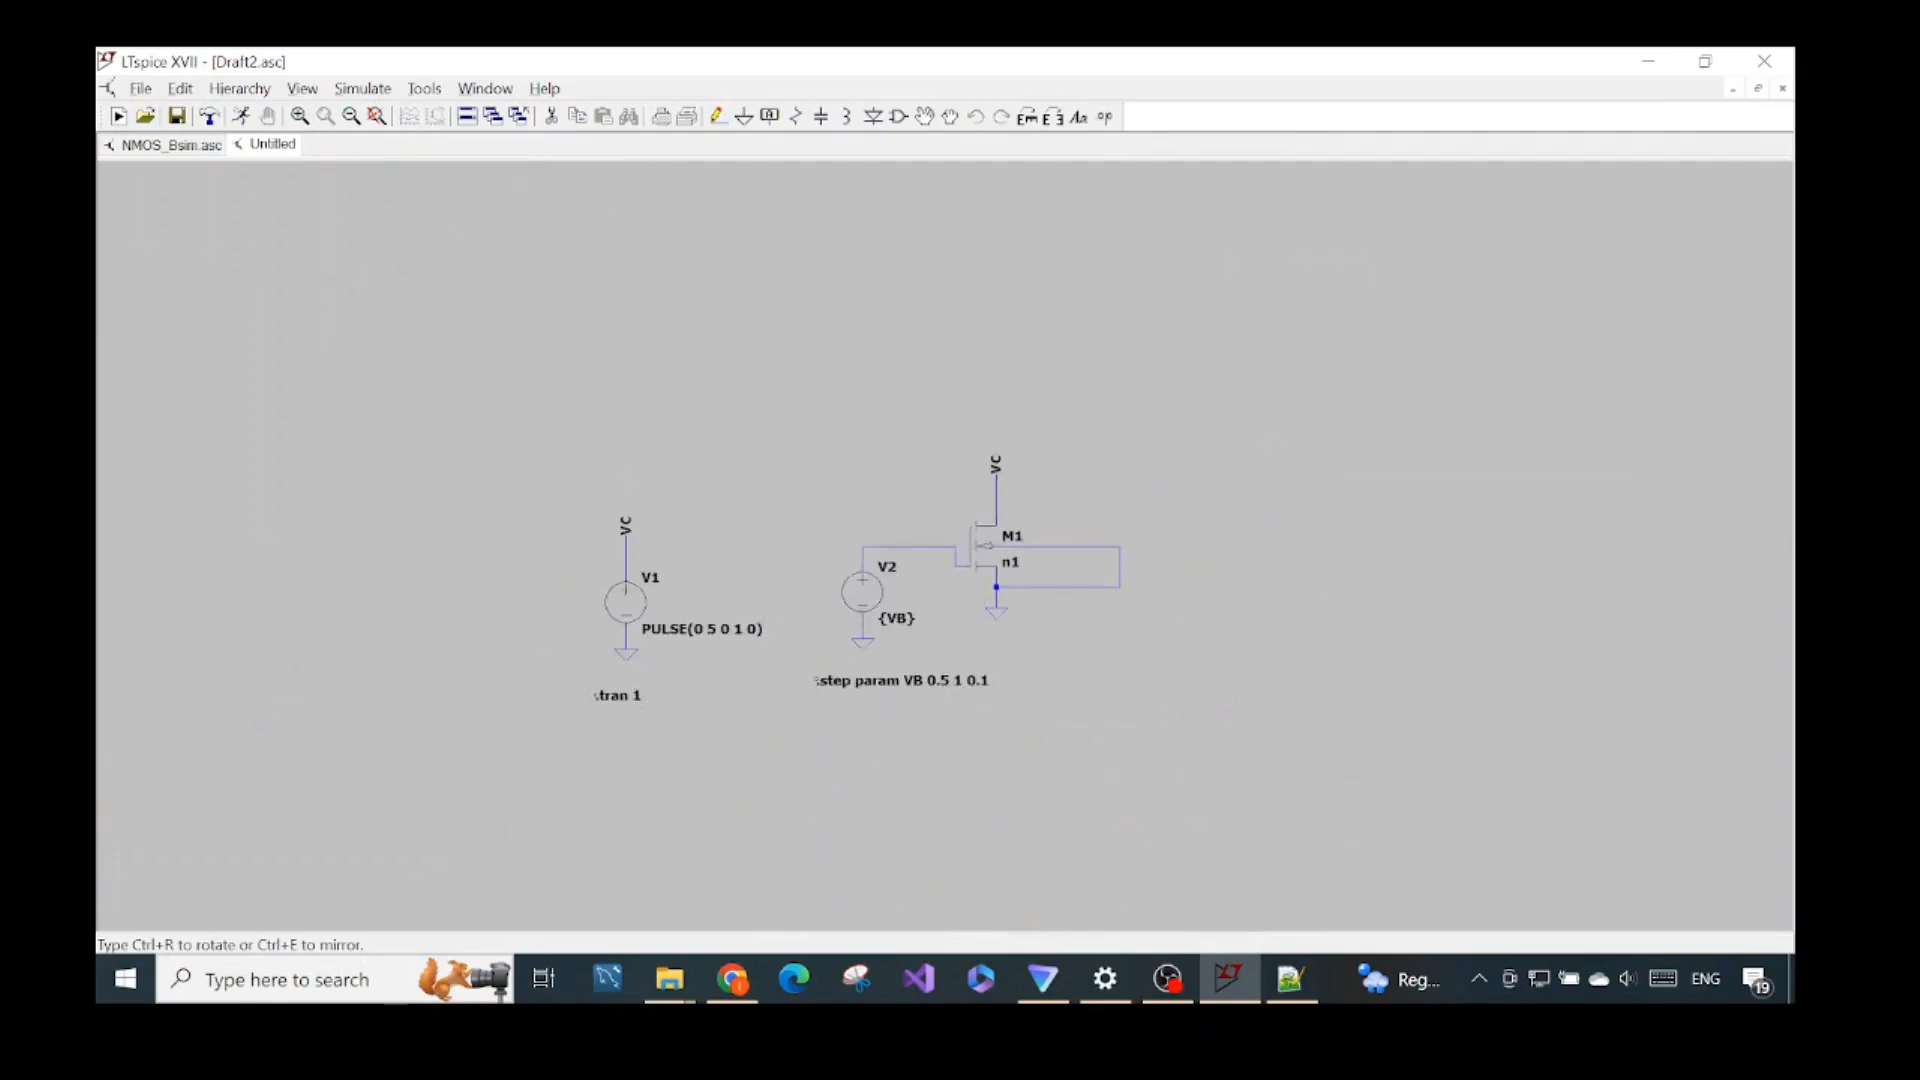 LTspice XVII - [Draft2.asc]
File Edit Hierarchy View Simulate Tools Window Help
NMOS_Bsim.asc Untitled
VC
VC
M1
V2 n1
V1
{VB}
PULSE(0 5 0 1 0)
.step param VB 0.5 1 0.1
.tran 1
Type Ctrl+R to rotate or Ctrl+E to mirror.
Type here to search Reg... ENG 19